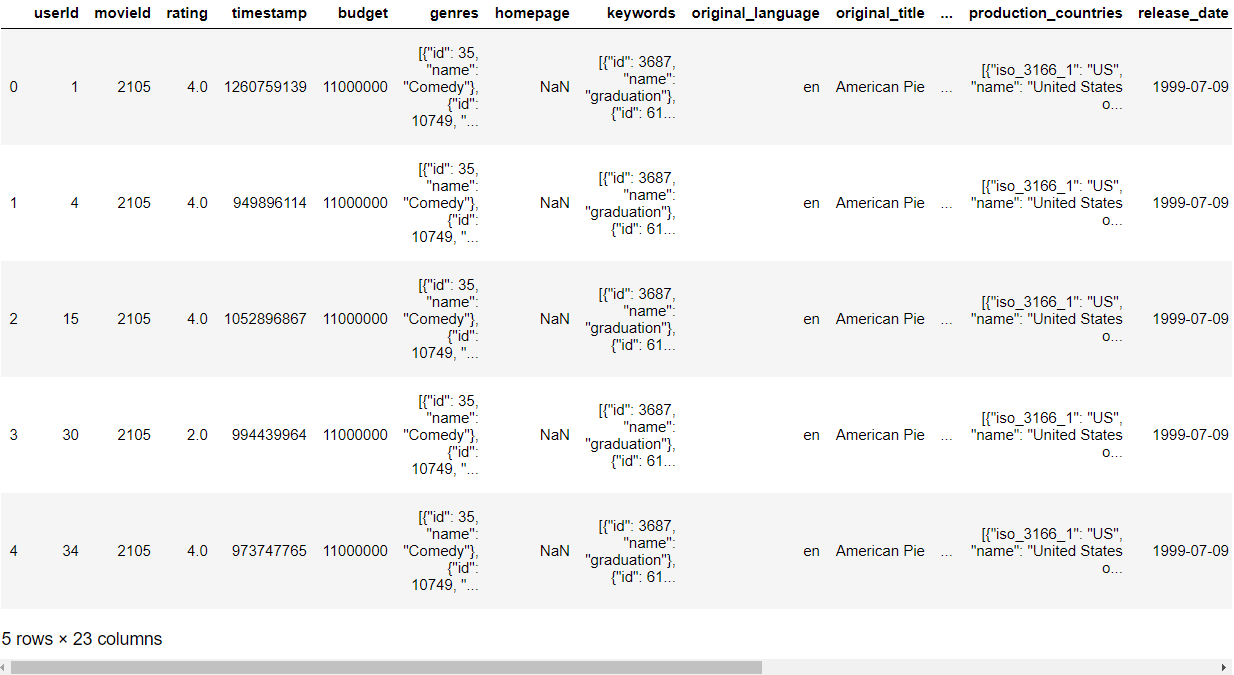 userId movieId rating timestamp budget genres homepage keywords original_language original_title ... production_countries release_date
[{"id": 35,
"name":
0 1 2105 4.0 1260759139 11000000 "Comedy"}, NaN [{"id": 3687, "name": "graduation"}, {"id": 61... en American Pie ... [{"iso_3166_1": "US", "name": "United States o... 1999-07-09
{"id":
10749, "...
[{"id": 35,
"name":
1 4 2105 4.0 949896114 11000000 "Comedy"}, NaN [{"id": 3687, "name": "graduation"}, {"id": 61... en American Pie ... [{"iso_3166_1": "US", "name": "United States o... 1999-07-09
{"id":
10749, "...
[{"id": 35,
"name":
2 15 2105 4.0 1052896867 11000000 "Comedy"}, NaN [{"id": 3687, "name": "graduation"}, {"id": 61... en American Pie ... [{"iso_3166_1": "US", "name": "United States o... 1999-07-09
{"id":
10749, "...
[{"id": 35,
"name":
3 30 2105 2.0 994439964 11000000 "Comedy"}, NaN [{"id": 3687, "name": "graduation"}, {"id": 61... en American Pie ... [{"iso_3166_1": "US", "name": "United States o... 1999-07-09
{"id":
10749, "...
[{"id": 35,
"name":
4 34 2105 4.0 973747765 11000000 "Comedy"}, NaN [{"id": 3687, "name": "graduation"}, {"id": 61... en American Pie ... [{"iso_3166_1": "US", "name": "United States o... 1999-07-09
{"id":
10749, "...
5 rows × 23 columns